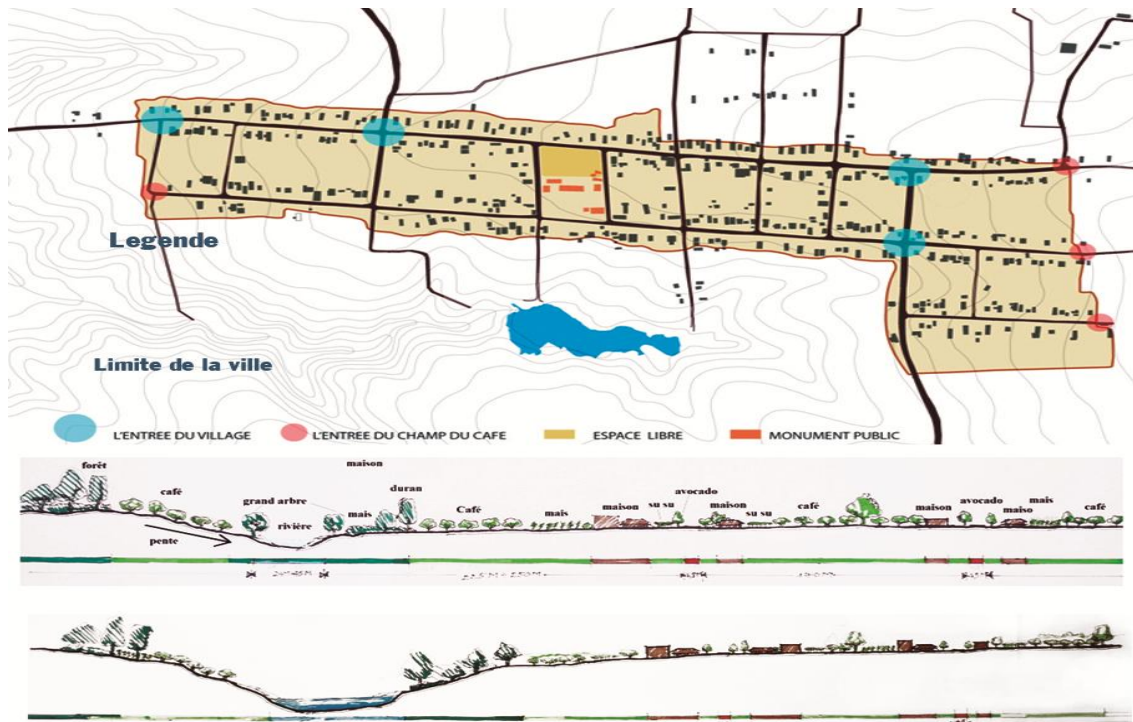 Legende
Limite de la ville
L'ENTREE DU VILLAGE
L'ENTREE DU CHAMP DU CAFE
ESPACE LIBRE
MONUMENT PUBLIC
forêt
maison
café
duran
grand arbre
avocado
mais
Café
mais
maison
su su
maison
su su
café
maison
avocado
mais
maiso
café
rivière
pente